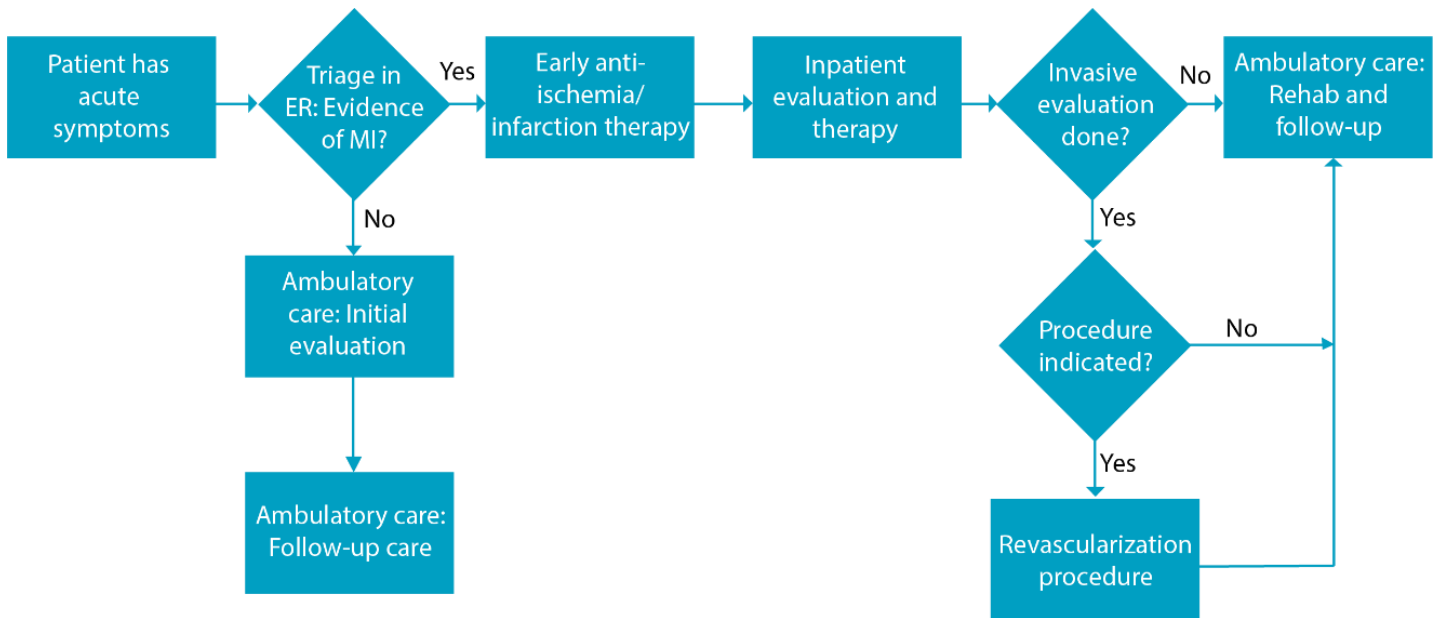 Patient has
acute
symptoms
Triage in
ER: Evidence
of MI?
Yes
Early anti-
ischemia/
infarction therapy
Inpatient
evaluation and
therapy
Invasive
evaluation
done?
No
Ambulatory care:
Rehab and
follow-up
No
Ambulatory
care: Initial
evaluation
Ambulatory care:
Follow-up care
Yes
Procedure
indicated?
No
Yes
Revascularization
procedure